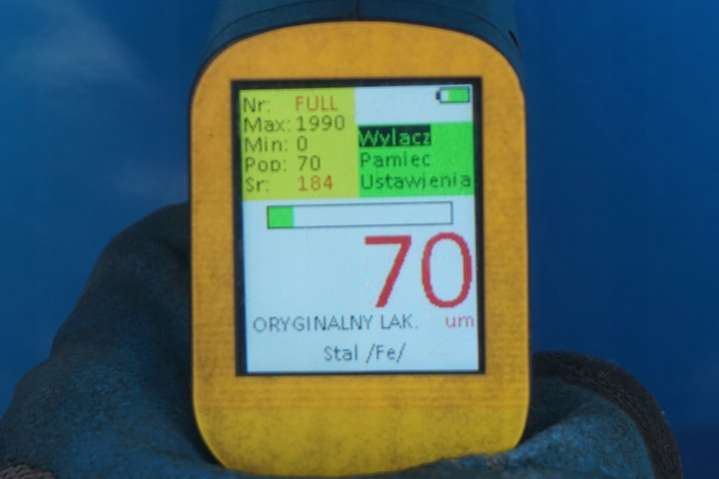 Nr: FULL
Max: 1990
Min: 0
Pop: 70
Sr: 184
Wylacz
Pamiec
Ustawienia
70
ORYGINALNY LAK. um
Stal /Fe/